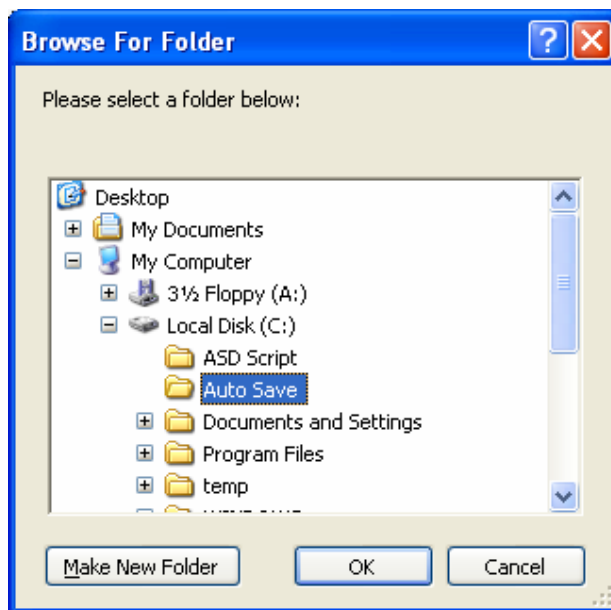 Browse For Folder
Please select a folder below:
Desktop
My Documents
My Computer
3½ Floppy (A:)
Local Disk (C:)
ASD Script
Auto Save
Documents and Settings
Program Files
temp
Make New Folder OK Cancel